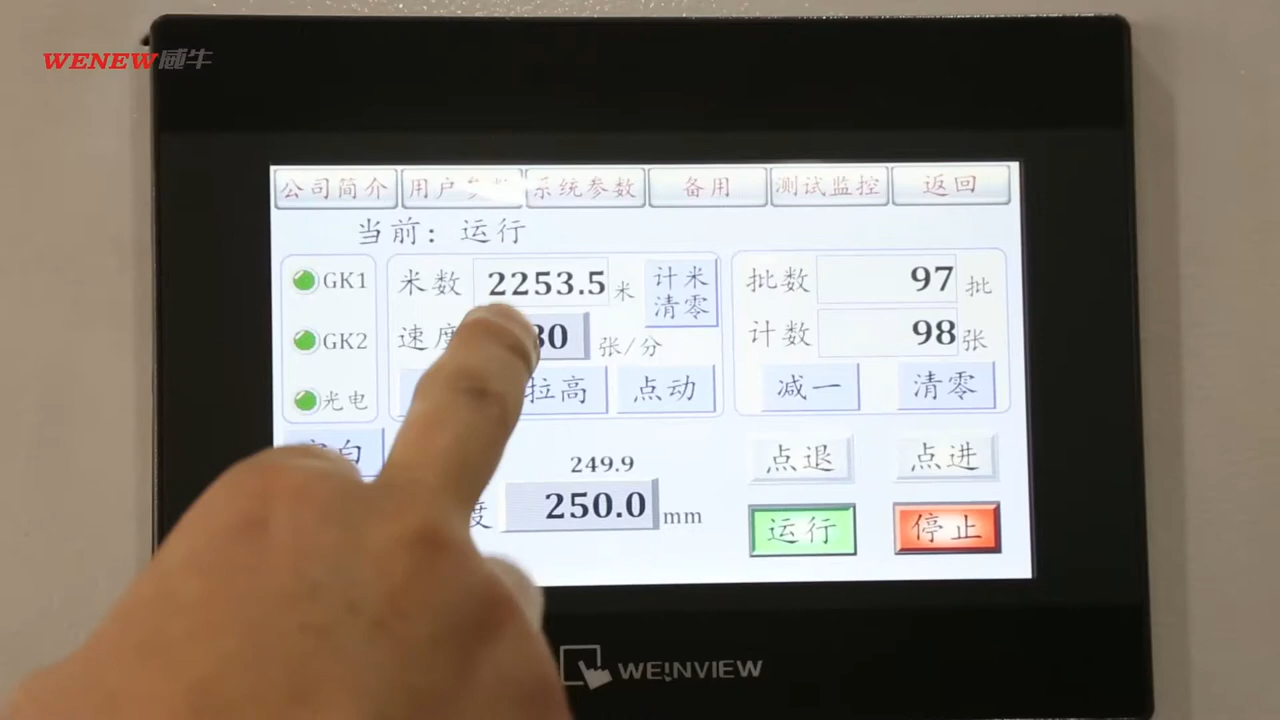 WENEW威牛
公司简介 用户参数 系统参数 备用 测试监控 返回
当前：运行
GK1 米数 2253.5 米 计米清零 批数 97 批
GK2 速度 80 张/分 计数 98 张
光电 拉高 点动 减一 清零
白 249.9 点退 点进
度 250.0 mm 运行 停止
WEINVIEW